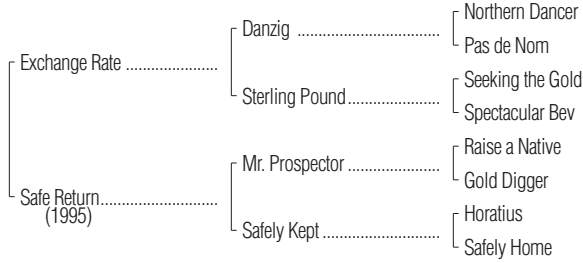 Northern Dancer
Danzig ......................................
Pas de Nom
Exchange Rate ........................
Seeking the Gold
Sterling Pound........................
Spectacular Bev
Raise a Native
Mr. Prospector ........................
Gold Digger
Safe Return...............................
(1995)
Horatius
Safely Kept ..............................
Safely Home